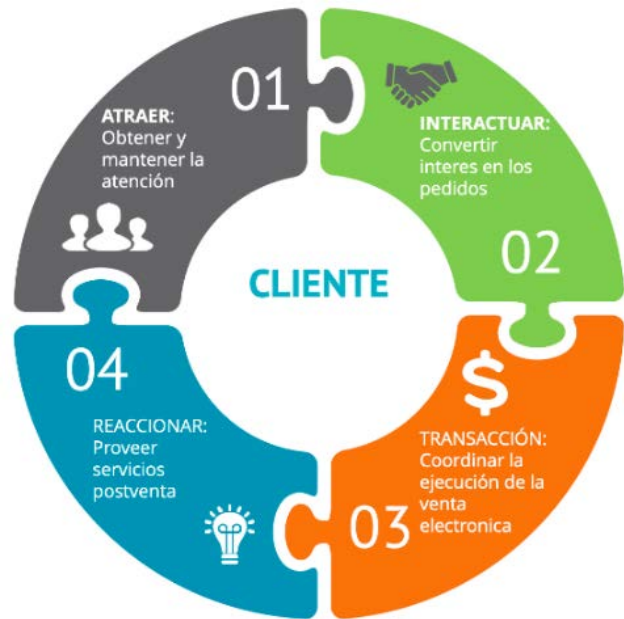 01
ATRAER:
Obtener y
mantener la
atención
INTERACTUAR:
Convertir
interes en los
pedidos
02
CLIENTE
$
TRANSACCIÓN:
Coordinar la
ejecución de la
venta
electronica
03
04
REACCIONAR:
Proveer
servicios
postventa